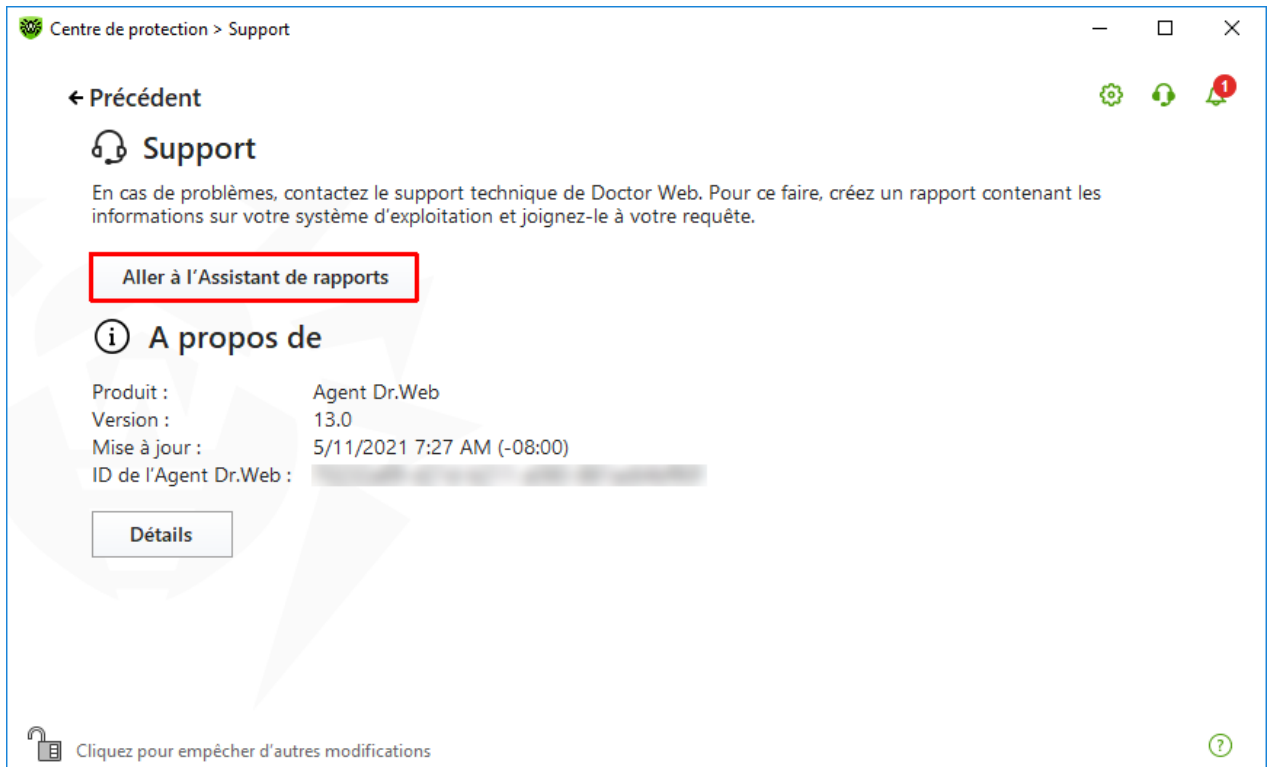 Centre de protection > Support
Précédent
1
Support
En cas de problèmes, contactez le support technique de Doctor Web. Pour ce faire, créez un rapport contenant les
informations sur votre système d'exploitation et joignez-le à votre requête.
Aller à l'Assistant de rapports
A propos de
Produit : Agent Dr.Web
Version : 13.0
Mise à jour : 5/11/2021 7:27 AM (-08:00)
ID de l'Agent Dr.Web :
Détails
Cliquez pour empêcher d'autres modifications